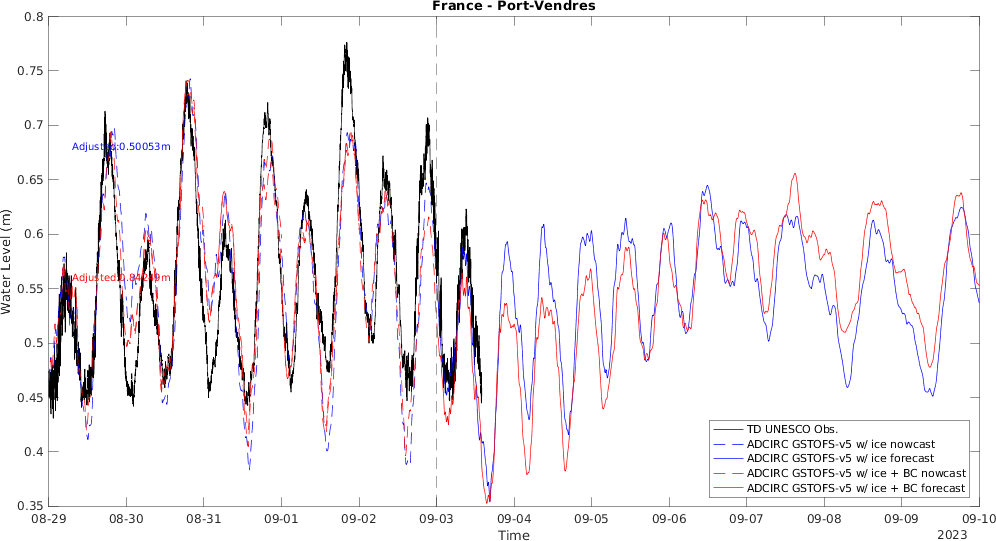 France - Port-Vendres
0.8
0.75
0.7
0.65
0.6
0.55
0.5
0.45
0.4
0.35
Water Level (m)
Adjusted:0.50053m
TD UNESCO Obs.
ADCIRC GSTOFS-v5 w/ ice nowcast
ADCIRC GSTOFS-v5 w/ ice forecast
ADCIRC GSTOFS-v5 w/ ice + BC nowcast
ADCIRC GSTOFS-v5 w/ ice + BC forecast
08-29 08-30 08-31 09-01 09-02 09-03 09-04 09-05 09-06 09-07 09-08 09-09 09-10
Time
2023